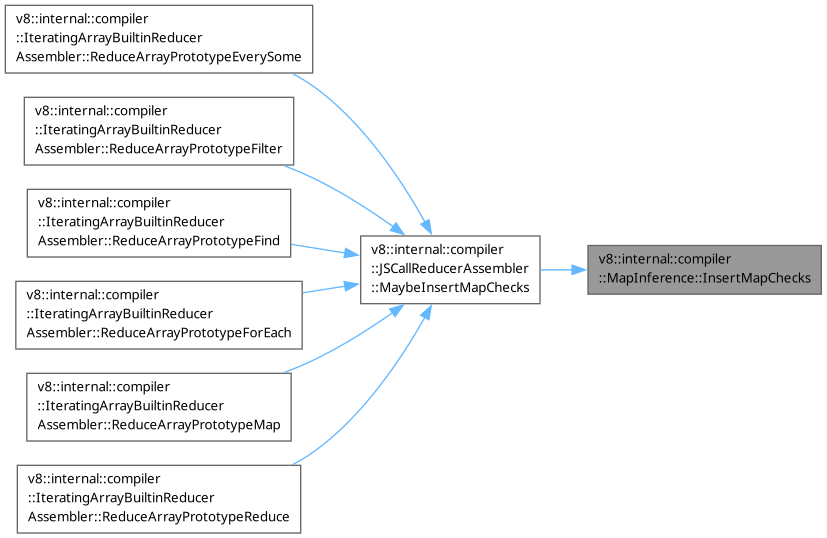 v8::internal::compiler
::IteratingArrayBuiltinReducer
Assembler::ReduceArrayPrototypeEverySome
v8::internal::compiler
::IteratingArrayBuiltinReducer
Assembler::ReduceArrayPrototypeFilter
v8::internal::compiler
::IteratingArrayBuiltinReducer
Assembler::ReduceArrayPrototypeFind
v8::internal::compiler
::IteratingArrayBuiltinReducer
Assembler::ReduceArrayPrototypeForEach
v8::internal::compiler
::IteratingArrayBuiltinReducer
Assembler::ReduceArrayPrototypeMap
v8::internal::compiler
::IteratingArrayBuiltinReducer
Assembler::ReduceArrayPrototypeReduce
v8::internal::compiler
::JSCallReducerAssembler
::MaybeInsertMapChecks
v8::internal::compiler
::MapInference::InsertMapChecks